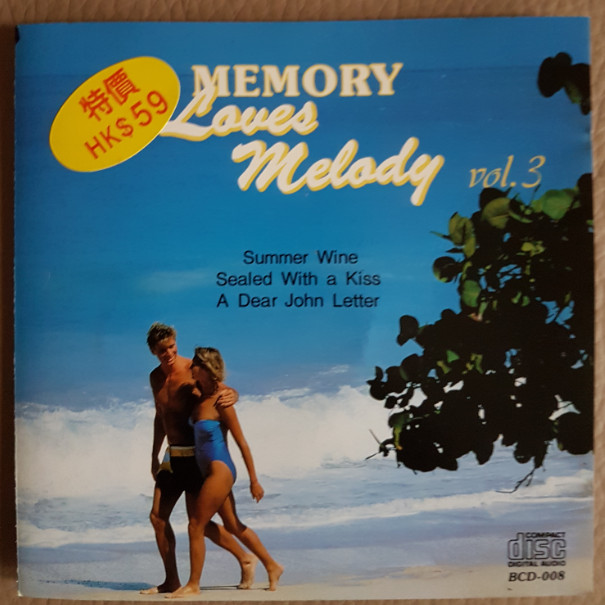 特價
HK$59
MEMORY
Loves
Melody vol.3
Summer Wine
Sealed With a Kiss
A Dear John Letter
COMPACT
disc
DIGITAL AUDIO
BCD-008